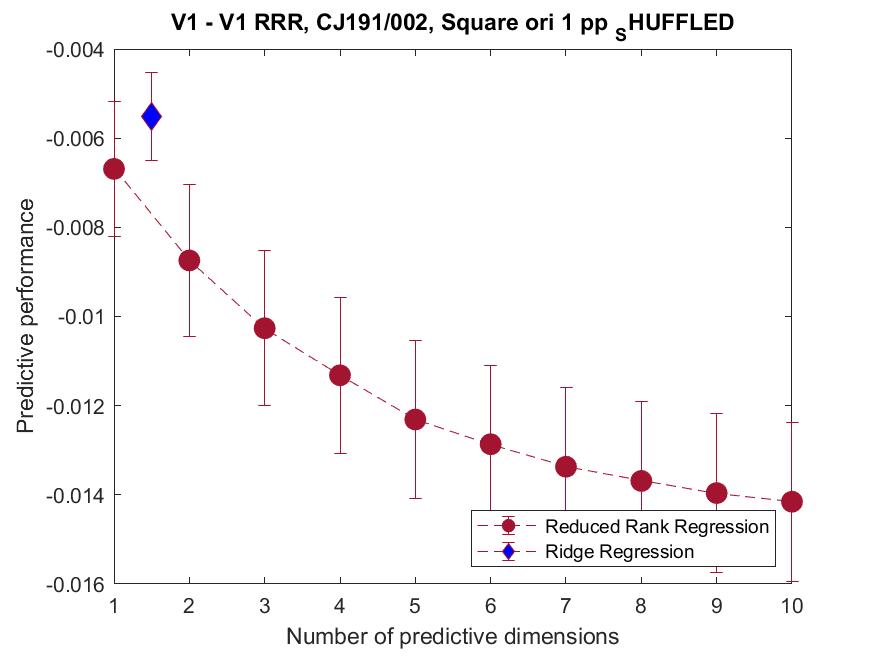 V1 - V1 RRR, CJ191/002, Square ori 1 pp SHUFFLED
-0.004
-0.006
-0.008
-0.01
-0.012
-0.014
-0.016
Predictive performance
Reduced Rank Regression
Ridge Regression
1 2 3 4 5 6 7 8 9 10
Number of predictive dimensions